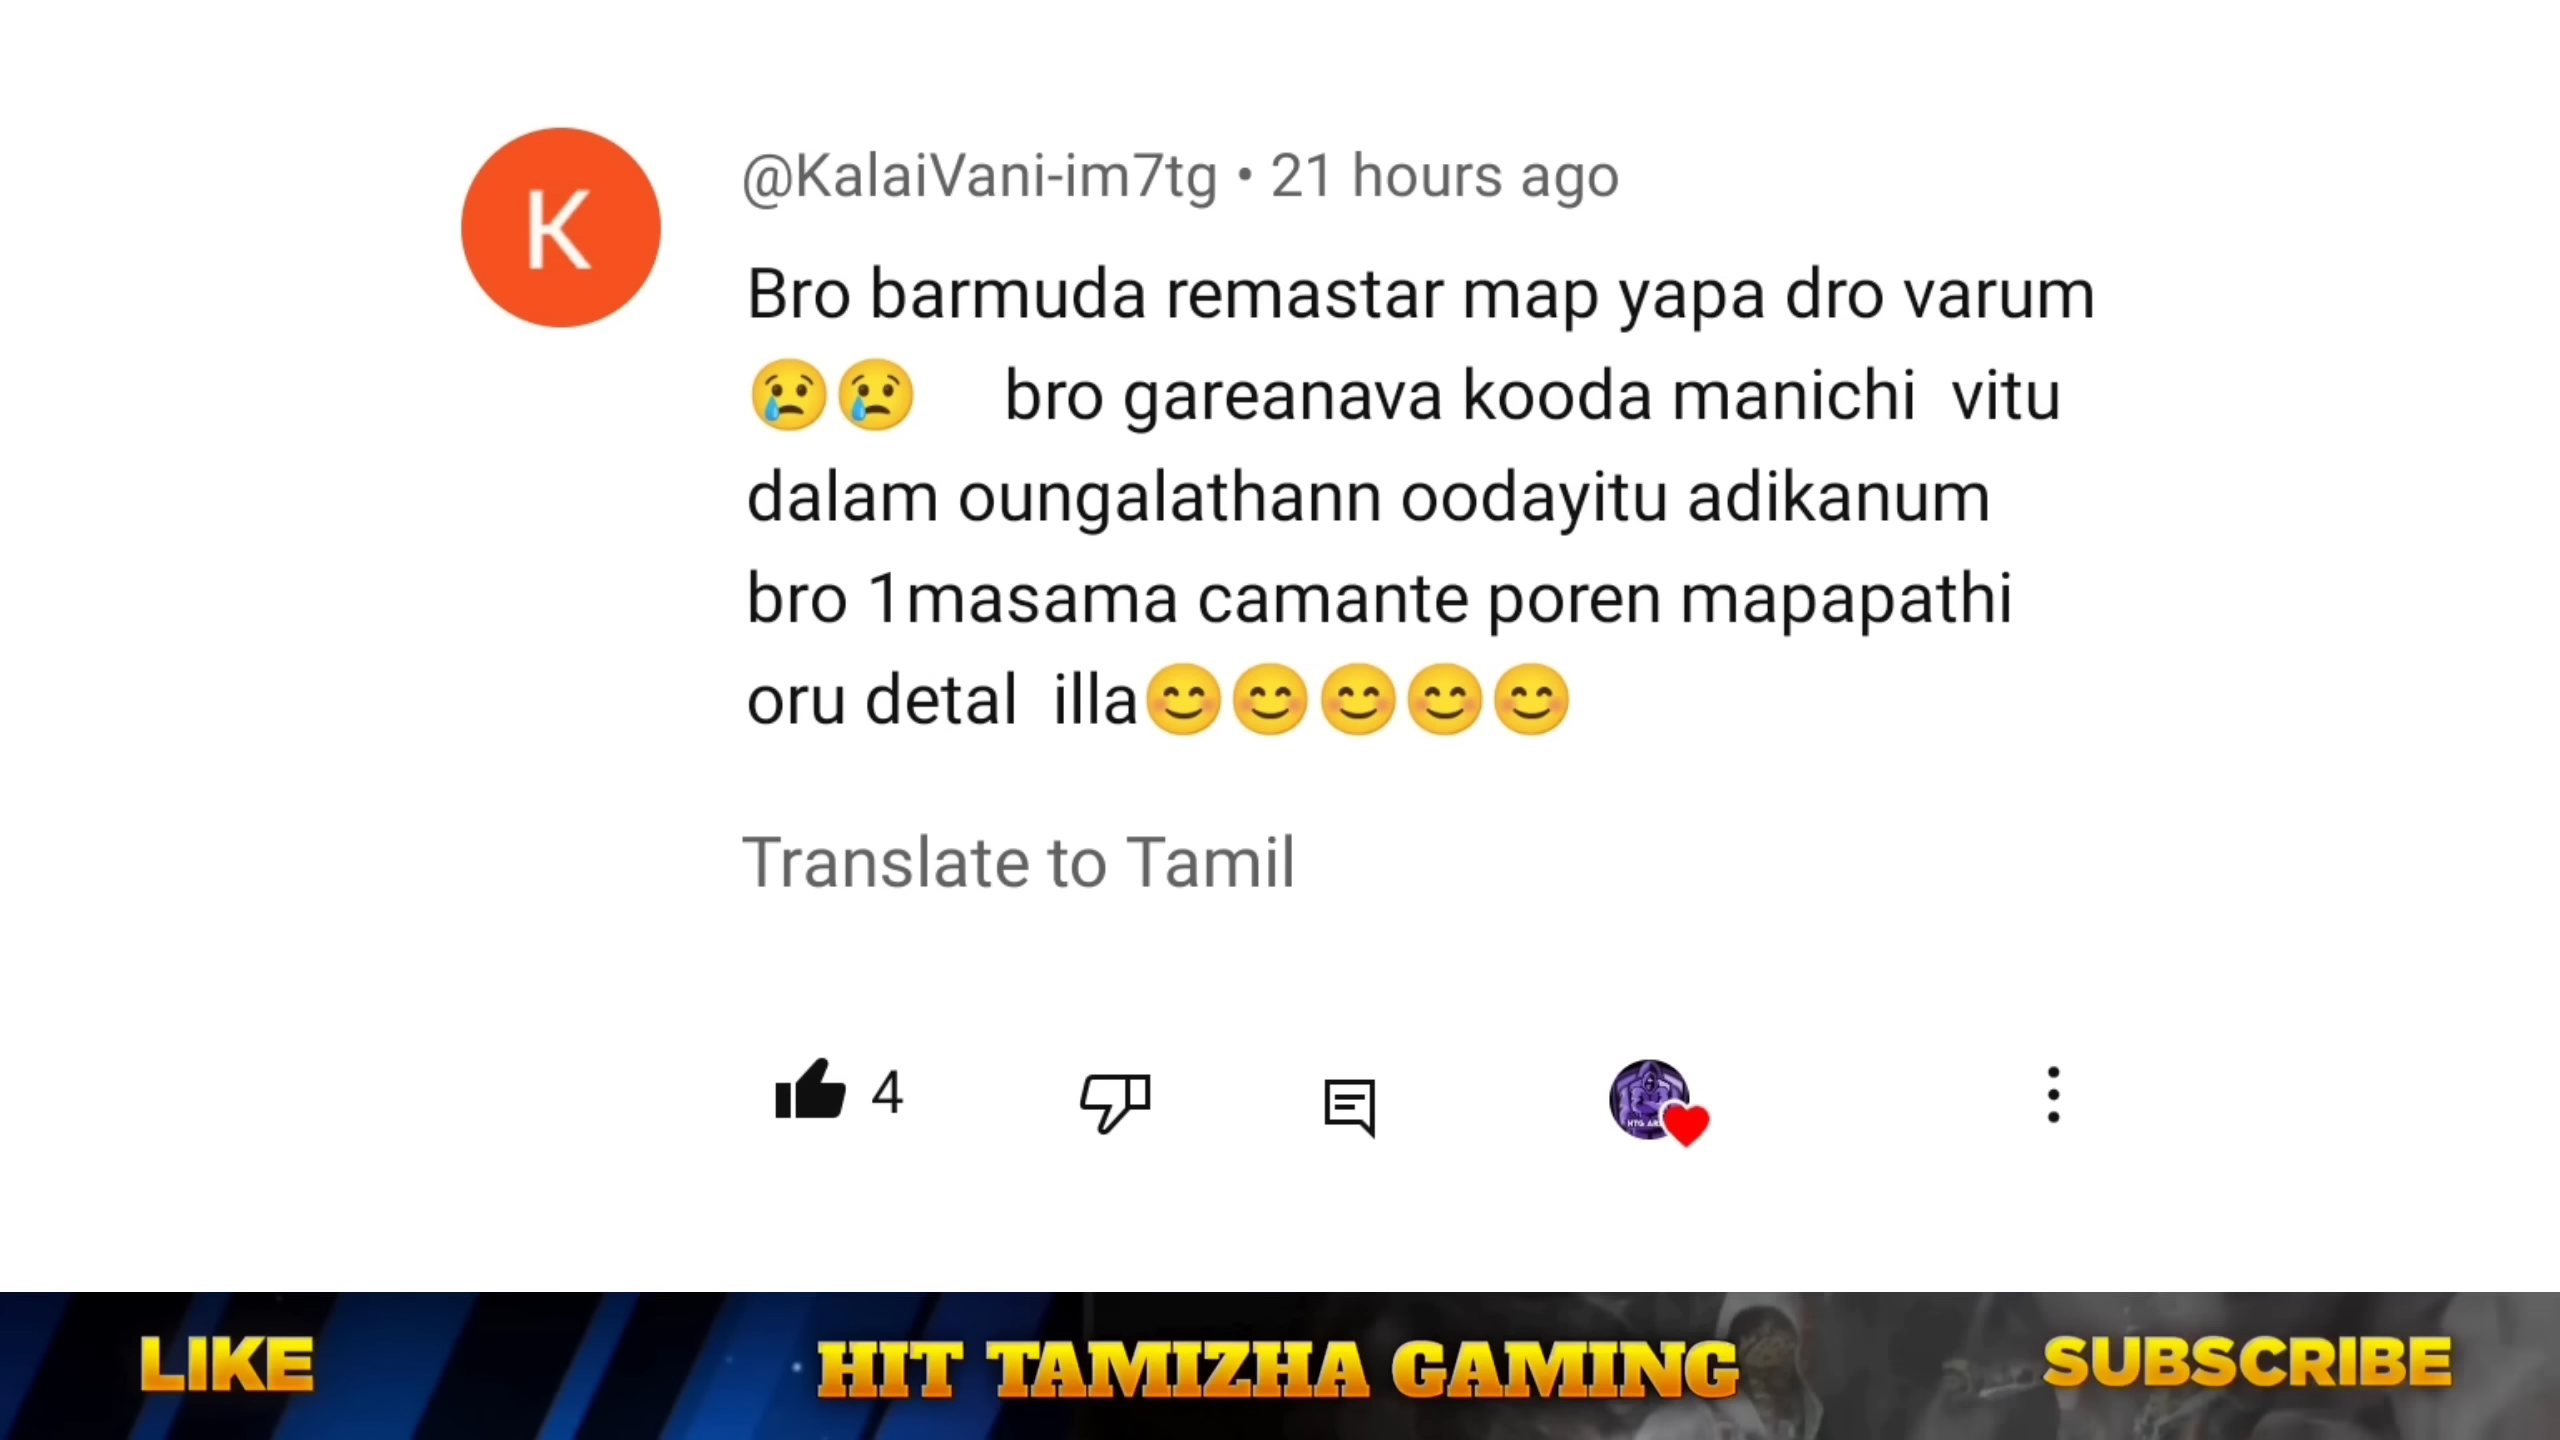 K
@KalaiVani-im7tg • 21 hours ago
Bro barmuda remastar map yapa dro varum
😢😢 bro gareanava kooda manichi vitu
dalam oungalathann oodayitu adikanum
bro 1masama camante poren mapapathi
oru detal illa😊😊😊😊😊
Translate to Tamil
4
LIKE
HIT TAMIZHA GAMING
SUBSCRIBE